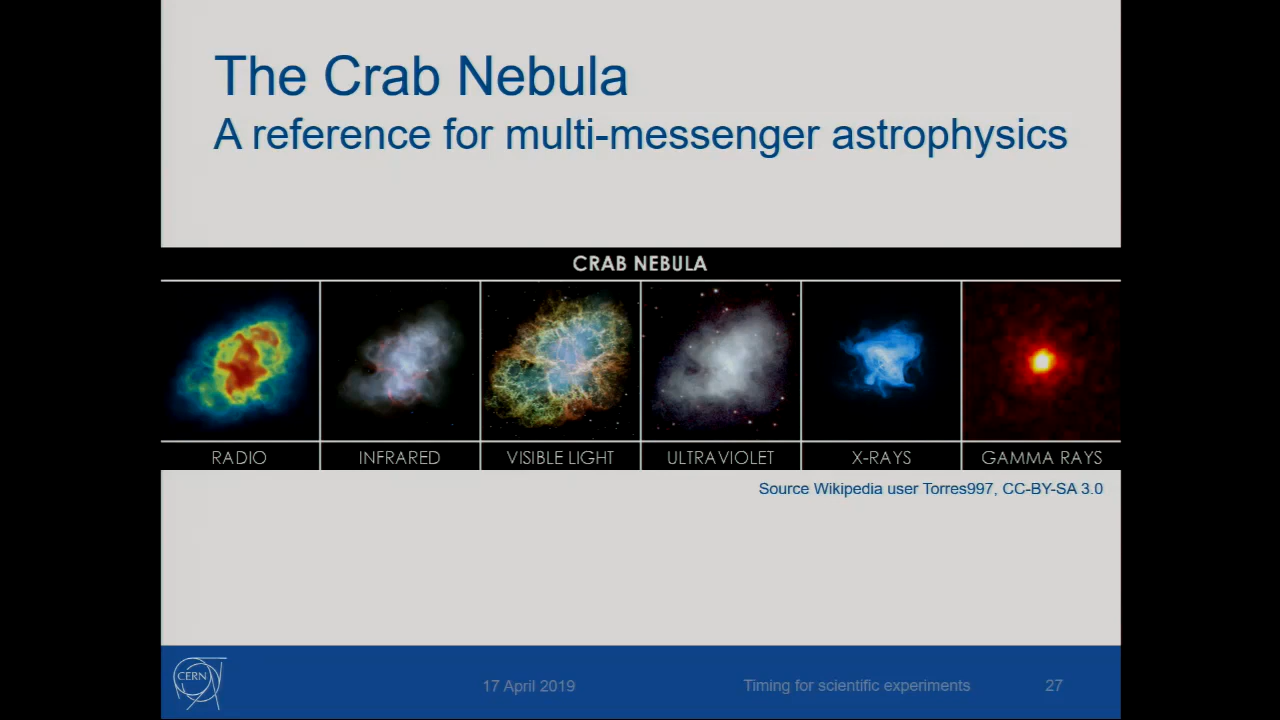 The Crab Nebula
A reference for multi-messenger astrophysics
CRAB NEBULA
RADIO
INFRARED
VISIBLE LIGHT
ULTRAVIOLET
X-RAYS
GAMMA RAYS
Source Wikipedia user Torres997, CC-BY-SA 3.0
CERN
17 April 2019
Timing for scientific experiments
27